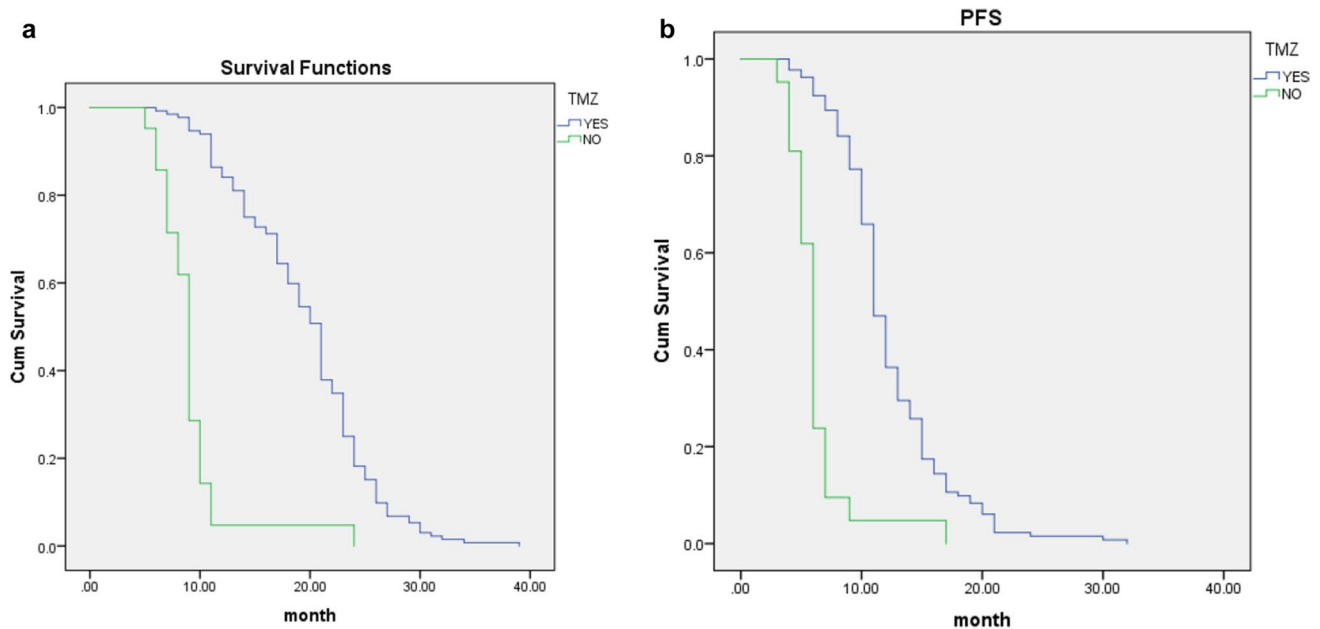 a
Survival Functions
TMZ
YES
NO
1.0
0.8
0.6
0.4
0.2
0.0
Cum Survival
.00 10.00 20.00 30.00 40.00
month
b
PFS
TMZ
YES
NO
1.0
0.8
0.6
0.4
0.2
0.0
Cum Survival
.00 10.00 20.00 30.00 40.00
month